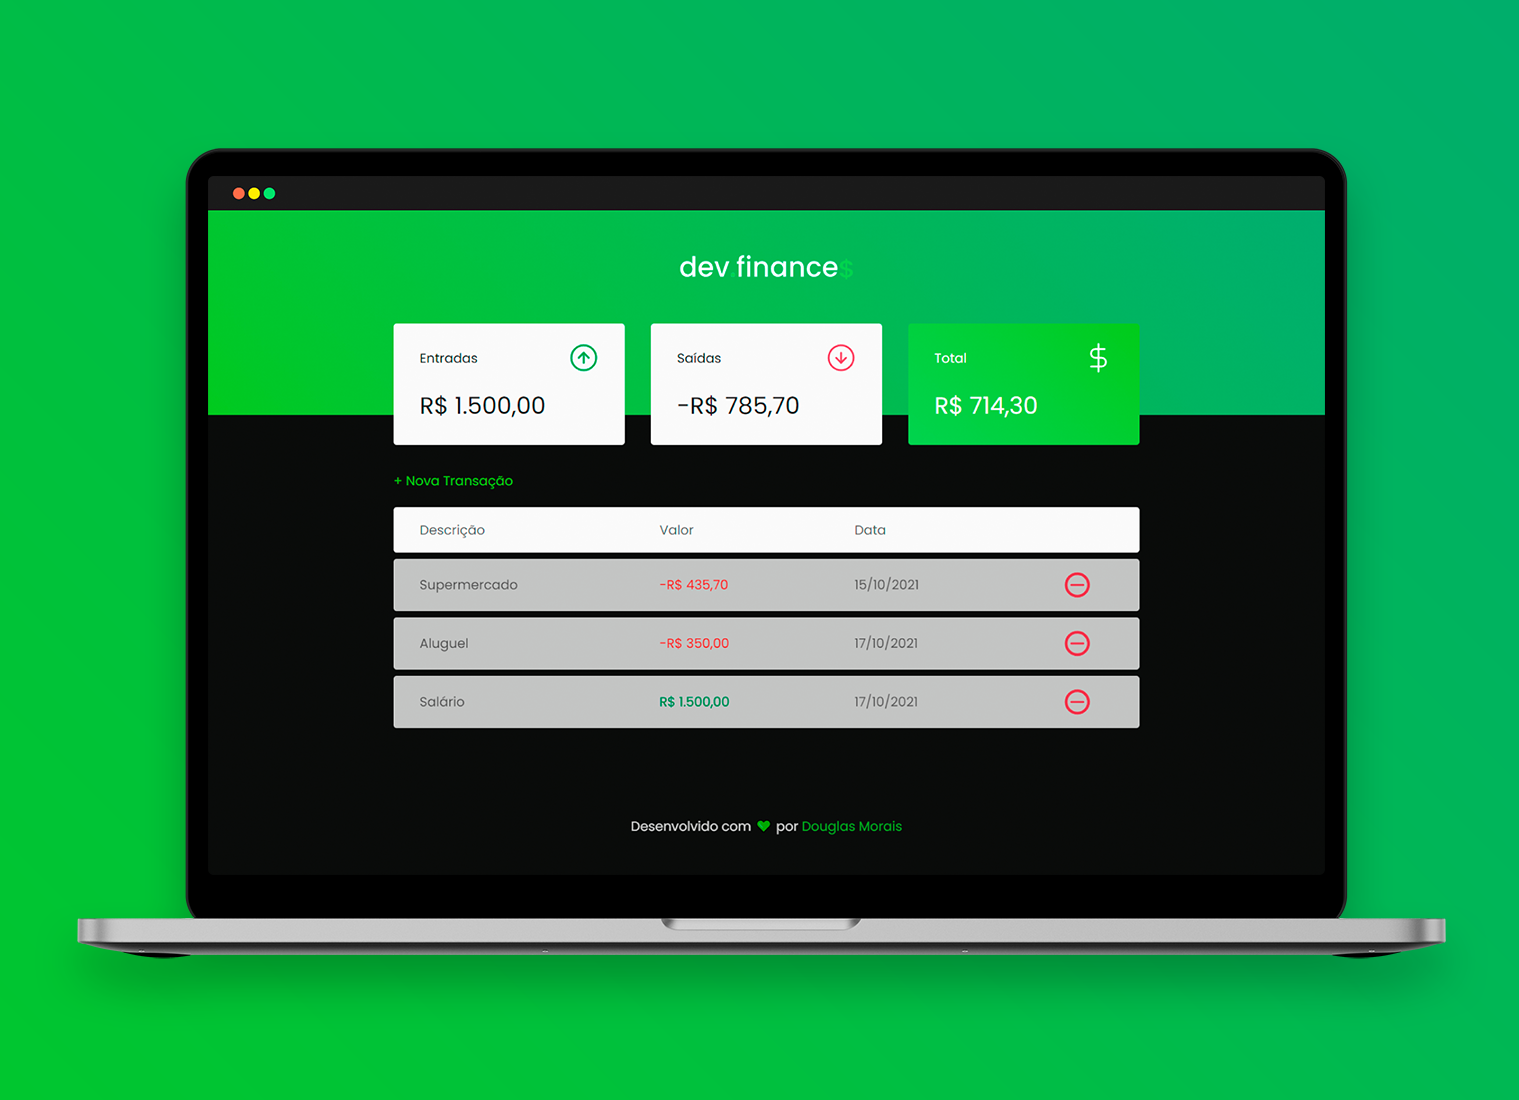 dev.finance$
Entradas
R$ 1.500,00
Saídas
-R$ 785,70
Total
$
R$ 714,30
+ Nova Transação
Descrição Valor Data
Supermercado -R$ 435,70 15/10/2021
Aluguel -R$ 350,00 17/10/2021
Salário R$ 1.500,00 17/10/2021
Desenvolvido com ♥ por Douglas Morais